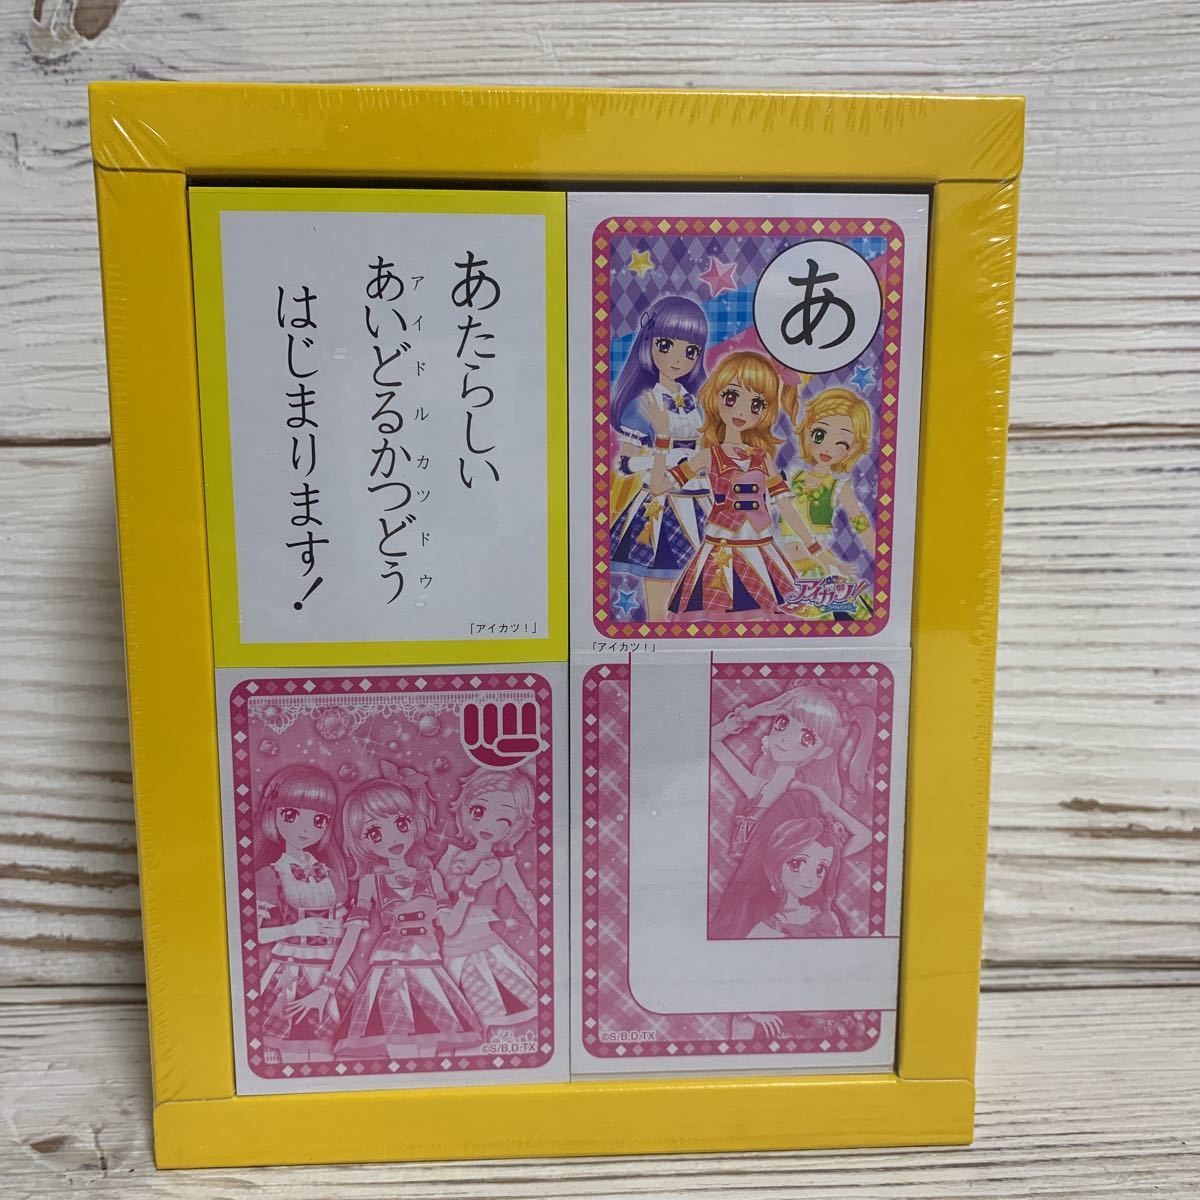 あたらしい
あいどるかつどう
アイドルカツドウ
はじまります!
「アイカツ!」
あ
アイカツ!
「アイカツ!」
©S/B,D,TX
©S/B,D,TX